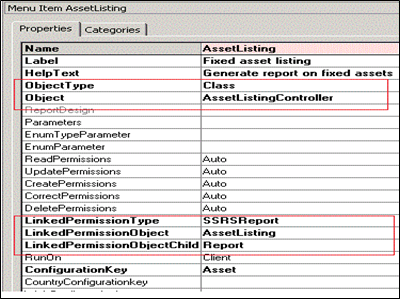 Menu Item AssetListing
Properties Categories
Name AssetListing
Label Fixed asset listing
HelpText Generate report on fixed assets
ObjectType Class
Object AssetListingController
ReportDesign
Parameters
EnumTypeParameter
EnumParameter
ReadPermissions Auto
UpdatePermissions Auto
CreatePermissions Auto
CorrectPermissions Auto
DeletePermissions Auto
LinkedPermissionType SSRSReport
LinkedPermissionObject AssetListing
LinkedPermissionObjectChild Report
RunOn Client
ConfigurationKey Asset
CountryConfigurationkey